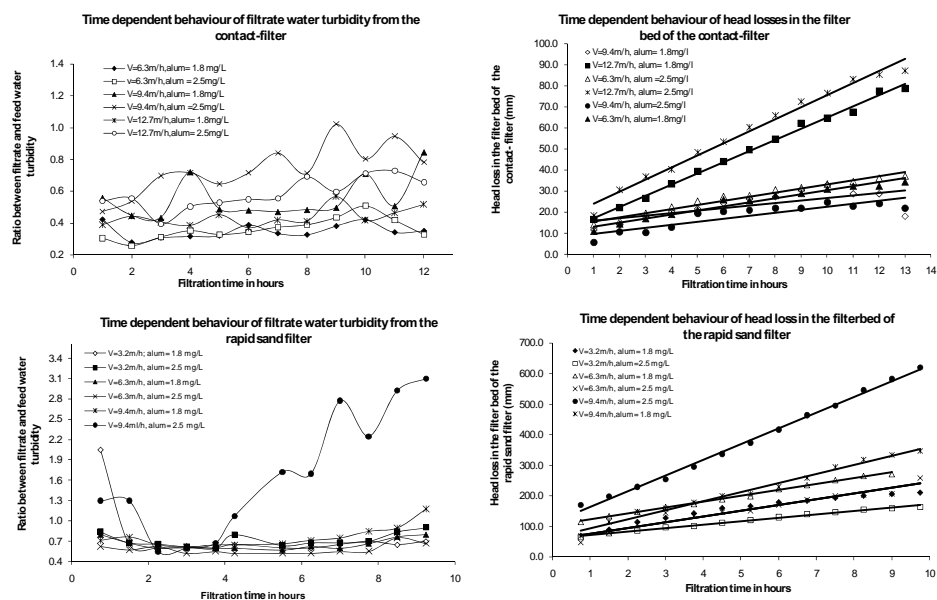 Time dependent behaviour of filtrate water turbidity from the
contact-filter
Ratio between filtrate and feed water
turbidity
1.4
1.2
1.0
0.8
0.6
0.4
0.2
V=6.3m/h,alum= 1.8 mg/L
v=6.3m/h, alum= 2.5mg/L
V=9.4m/h, alum= 1.8mg/L
V=9.4m/h alum =2.5mg/L
V=12.7m/h, alum= 1.8mg/L
V=12.7m/h,alum= 2.5mg/L
0 2 4 6 8 10 12
Filtration time in hours
Time dependent behaviour of head losses in the filter
bed of the contact-filter
Head loss in the filter bed of the
contact- filter (mm)
100.0
90.0
80.0
70.0
60.0
50.0
40.0
30.0
20.0
10.0
0.0
V=9.4m/h,alum= 1.8mg/l
V=12.7m/h, alum= 1.8mg/l
V=6.3m/h, alum =2.5mg/l
V=12.7m/h, alum =2.5mg/l
V=9.4m/h, alum=2.5mg/l
V=6.3m/h, alum=1.8mg/l
0 1 2 3 4 5 6 7 8 9 10 11 12 13 14
Filtration time in hours
Time dependent behaviour of filtrate water turbidity from the
rapid sand filter
Ratio between filtrate and feed water
turbidity
3.4
3.1
2.8
2.5
2.2
1.9
1.6
1.3
1.0
0.7
0.4
V=3.2m/h; alum= 1.8 mg/L
V=3.2m/h, alum= 2.5 mg/L
V=6.3m/h, alum=1.8 mg/L
V=6.3m/h, alum= 2.5 mg/L
V=9.4m/h, alum= 1.8 mg/L
V=9.4ml/h, alum= 2.5 mg/L
0 2 4 6 8 10
Filtration time in hours
Time dependent behaviour of head loss in the filterbed of
the rapid sand filter
Head loss in the filter bed of the
rapid sand filter (mm)
700.0
600.0
500.0
400.0
300.0
200.0
100.0
0.0
V=3.2m/h, alum= 1.8 mg/L
V=3.2m/h,alum=2.5 mg/L
V=6.3m/h, alum= 1.8 mg/L
V=6.3m/h, alum= 2.5 mg/L
V=9.4m/h,alum= 2.5 mg/L
V=9.4m/h,alum= 1.8 mg/L
0 1 2 3 4 5 6 7 8 9 10
Filtration time in hours